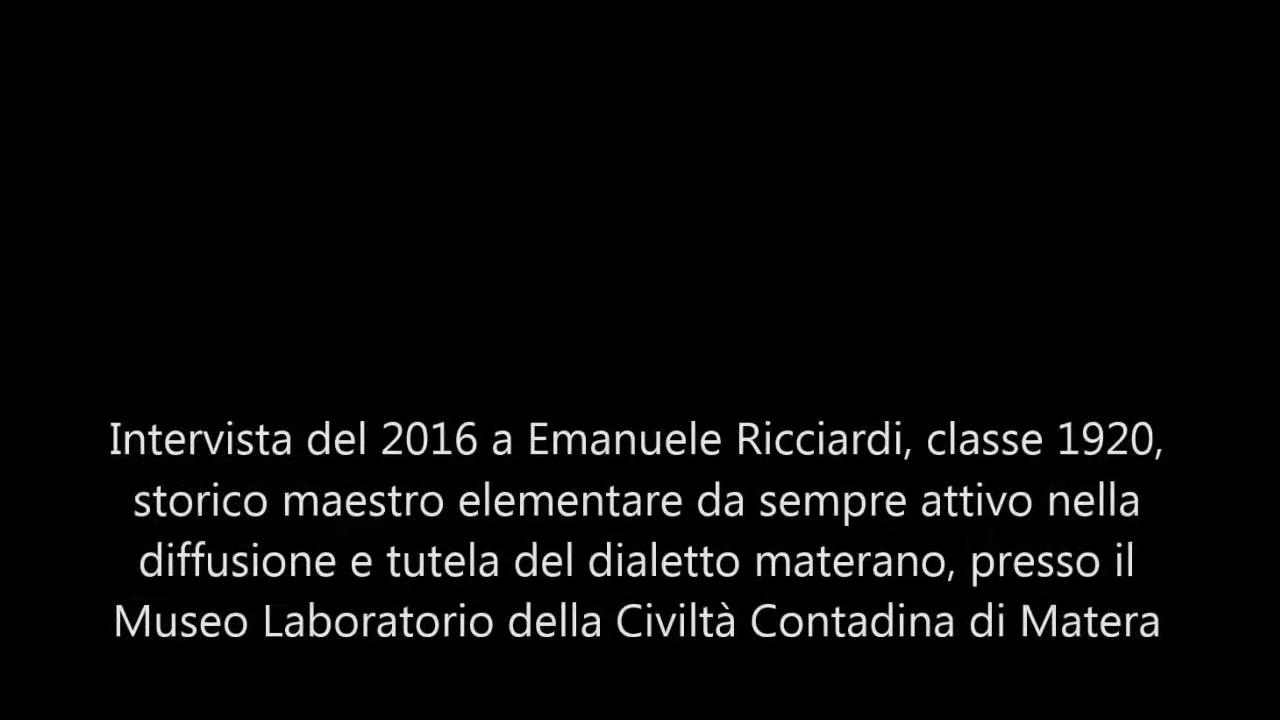 Intervista del 2016 a Emanuele Ricciardi, classe 1920,
storico maestro elementare da sempre attivo nella
diffusione e tutela del dialetto materano, presso il
Museo Laboratorio della Civiltà Contadina di Matera